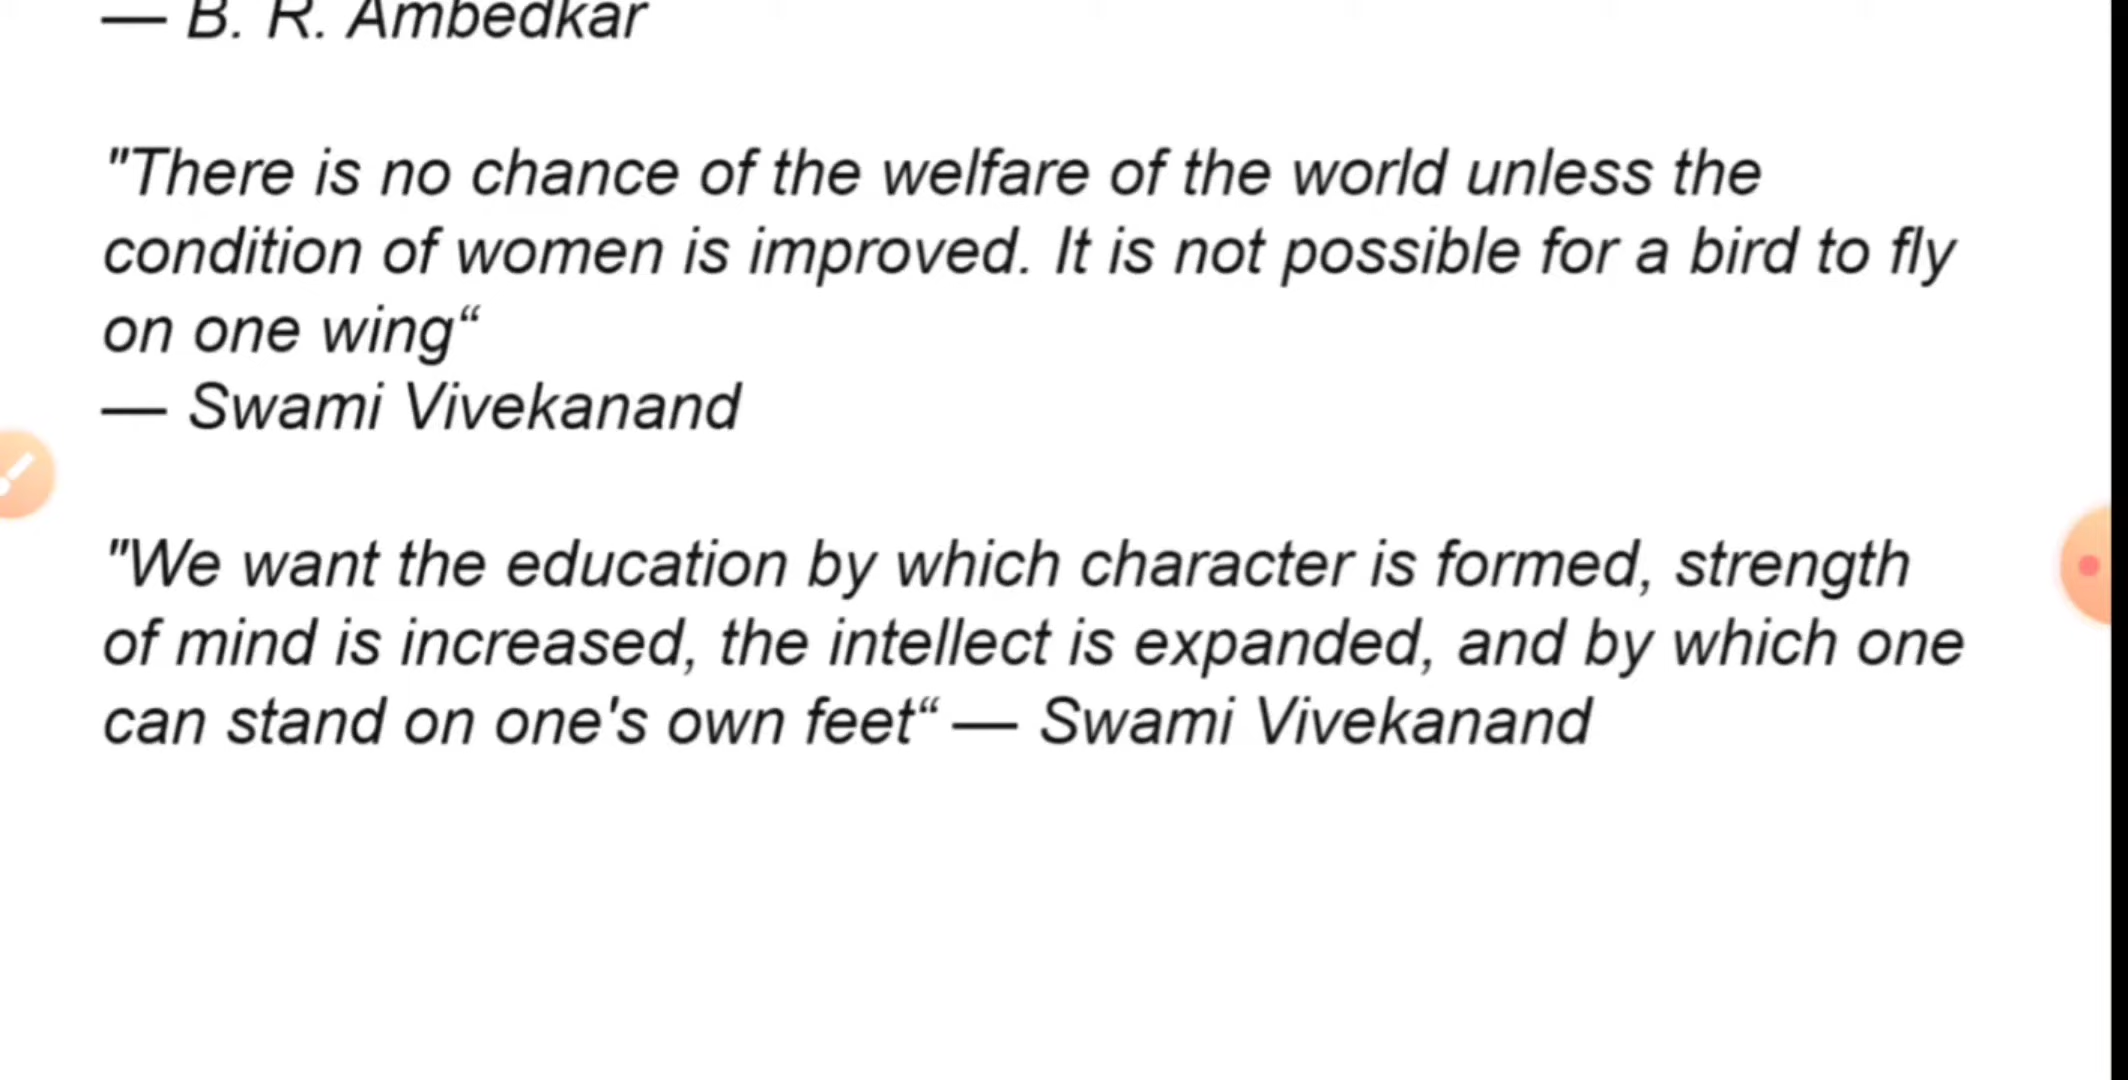 — B. R. Ambedkar
"There is no chance of the welfare of the world unless the
condition of women is improved. It is not possible for a bird to fly
on one wing“
— Swami Vivekanand
"We want the education by which character is formed, strength
of mind is increased, the intellect is expanded, and by which one
can stand on one's own feet“ — Swami Vivekanand